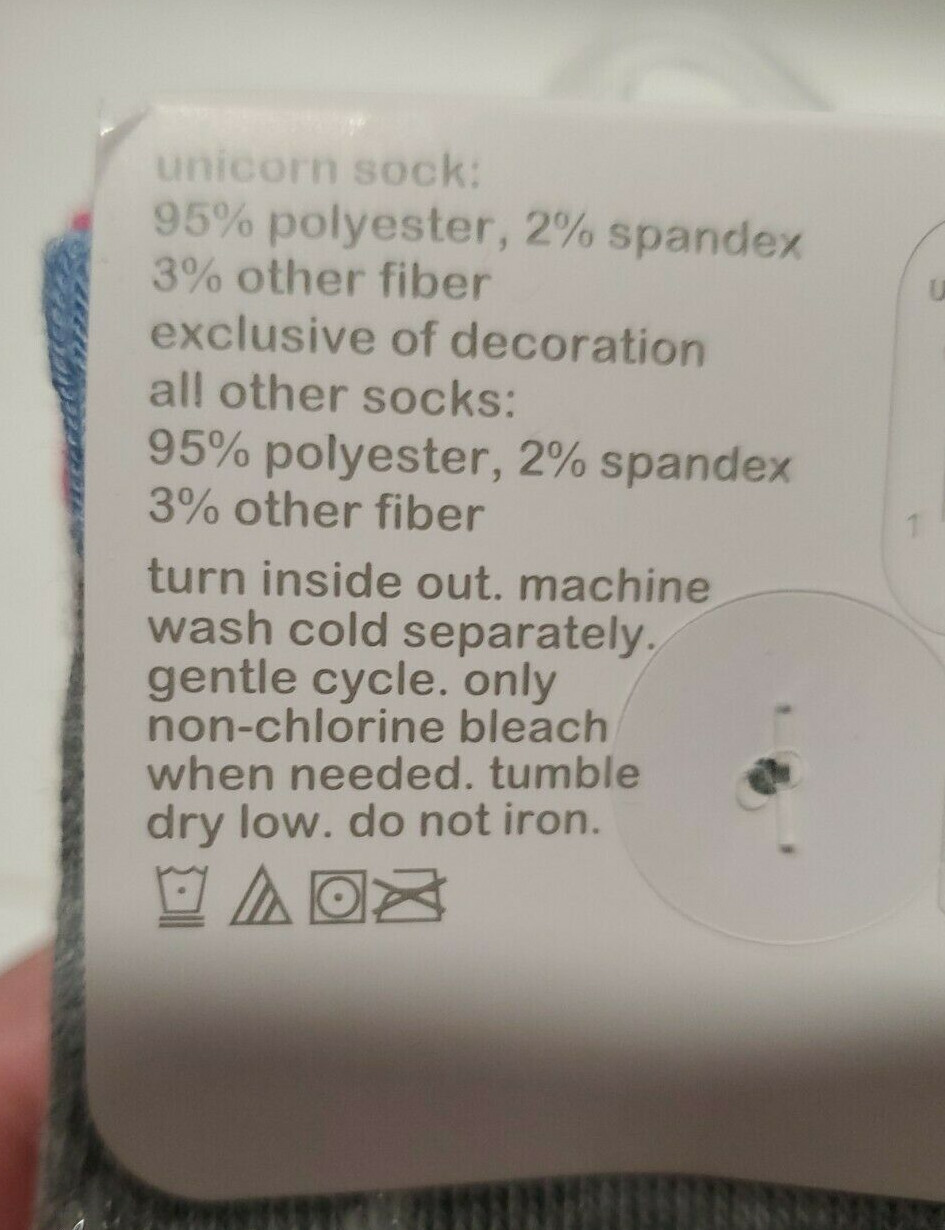 unicorn sock:
95% polyester, 2% spandex
3% other fiber
exclusive of decoration
all other socks:
95% polyester, 2% spandex
3% other fiber
turn inside out. machine
wash cold separately.
gentle cycle. only
non-chlorine bleach
when needed. tumble
dry low. do not iron.
1